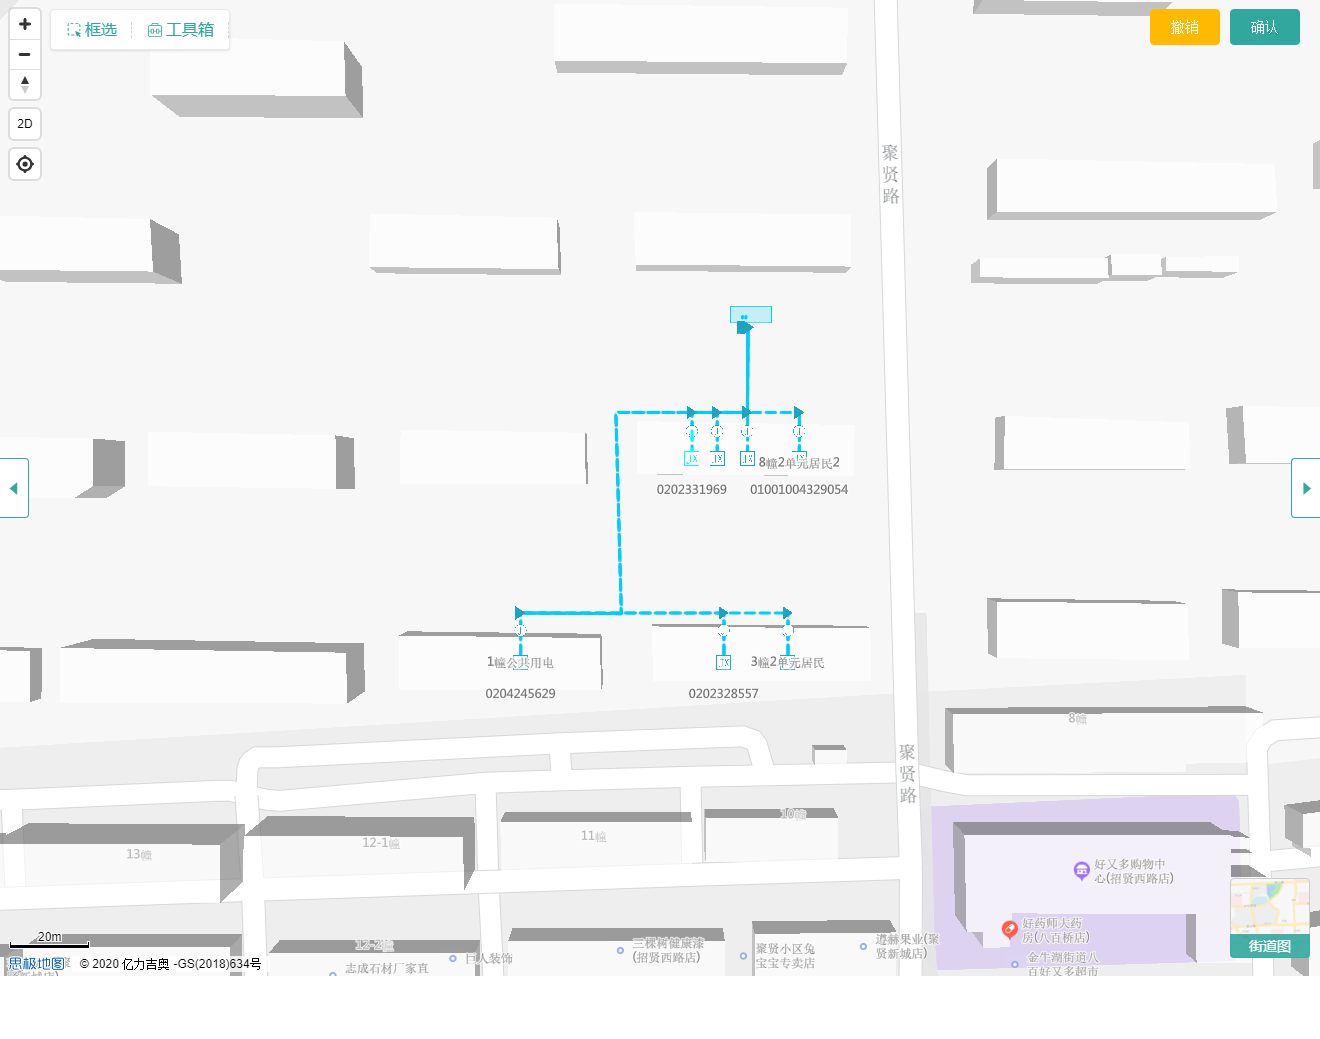 框选
工具箱
撤销
确认
2D
聚贤路
JX
JX
JX
8幢2单元居民2
0202331969
01001004329054
1幢公共用电
JX
3幢2单元居民
0204245629
0202328557
8幢
聚贤路
10幢
11幢
12-1幢
13幢
好又多购物中
心(招贤西路店)
好药师大药
房(八百桥店)
金牛湖街道八
百好又多超市
12-2幢
三棵树健康漆
(招贤西路店)
聚贤小区兔
宝宝专卖店
道赫果业(聚
贤新城店)
巨人装饰
志成石材厂家直
20m
思极地图
© 2020 亿力吉奥 -GS(2018)634号
街道图